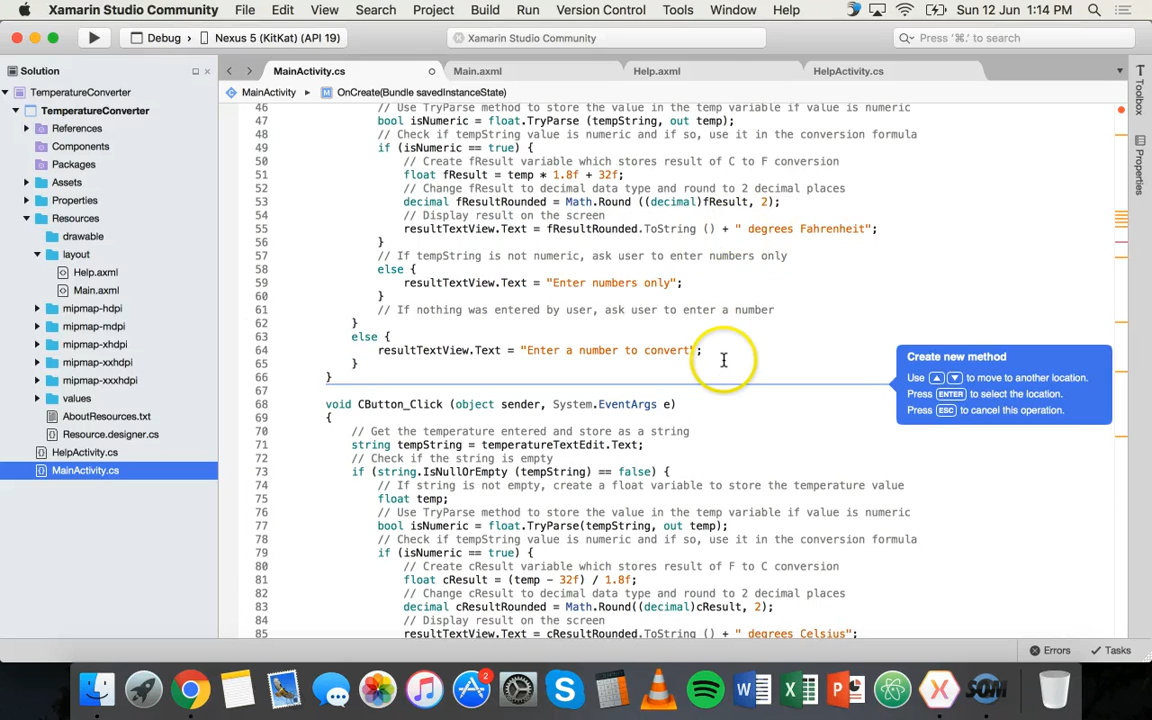 Xamarin Studio Community File Edit View Search Project Build Run Version Control Tools Window Help Sun 12 Jun 1:14 PM
Debug Nexus 5 (KitKat) (API 19) Xamarin Studio Community Press ‘⌘.’ to search
Solution
MainActivity.cs Main.axml Help.axml HelpActivity.cs
MainActivity OnCreate(Bundle savedInstanceState)
TemperatureConverter
TemperatureConverter
References
Components
Packages
Assets
Properties
Resources
drawable
layout
Help.axml
Main.axml
mipmap-hdpi
mipmap-mdpi
mipmap-xhdpi
mipmap-xxhdpi
mipmap-xxxhdpi
values
AboutResources.txt
Resource.designer.cs
HelpActivity.cs
MainActivity.cs
46 // Use TryParse method to store the value in the temp variable if value is numeric
47 bool isNumeric = float.TryParse (tempString, out temp);
48 // Check if tempString value is numeric and if so, use it in the conversion formula
49 if (isNumeric == true) {
50 // Create fResult variable which stores result of C to F conversion
51 float fResult = temp * 1.8f + 32f;
52 // Change fResult to decimal data type and round to 2 decimal places
53 decimal fResultRounded = Math.Round ((decimal)fResult, 2);
54 // Display result on the screen
55 resultTextView.Text = fResultRounded.ToString () + " degrees Fahrenheit";
56 }
57 // If tempString is not numeric, ask user to enter numbers only
58 else {
59 resultTextView.Text = "Enter numbers only";
60 }
61 // If nothing was entered by user, ask user to enter a number
62 }
63 else {
64 resultTextView.Text = "Enter a number to convert";
65 }
66 }
67
68 void CButton_Click (object sender, System.EventArgs e)
69 {
70 // Get the temperature entered and store as a string
71 string tempString = temperatureTextEdit.Text;
72 // Check if the string is empty
73 if (string.IsNullOrEmpty (tempString) == false) {
74 // If string is not empty, create a float variable to store the temperature value
75 float temp;
76 // Use TryParse method to store the value in the temp variable if value is numeric
77 bool isNumeric = float.TryParse(tempString, out temp);
78 // Check if tempString value is numeric and if so, use it in the conversion formula
79 if (isNumeric == true) {
80 // Create cResult variable which stores result of F to C conversion
81 float cResult = (temp - 32f) / 1.8f;
82 // Change cResult to decimal data type and round to 2 decimal places
83 decimal cResultRounded = Math.Round((decimal)cResult, 2);
84 // Display result on the screen
85 resultTextView.Text = cResultRounded.ToString () + " degrees Celsius";
Create new method
Use ▲ ▼ to move to another location.
Press ENTER to select the location.
Press ESC to cancel this operation.
Toolbox
Properties
Errors Tasks
2
SOM